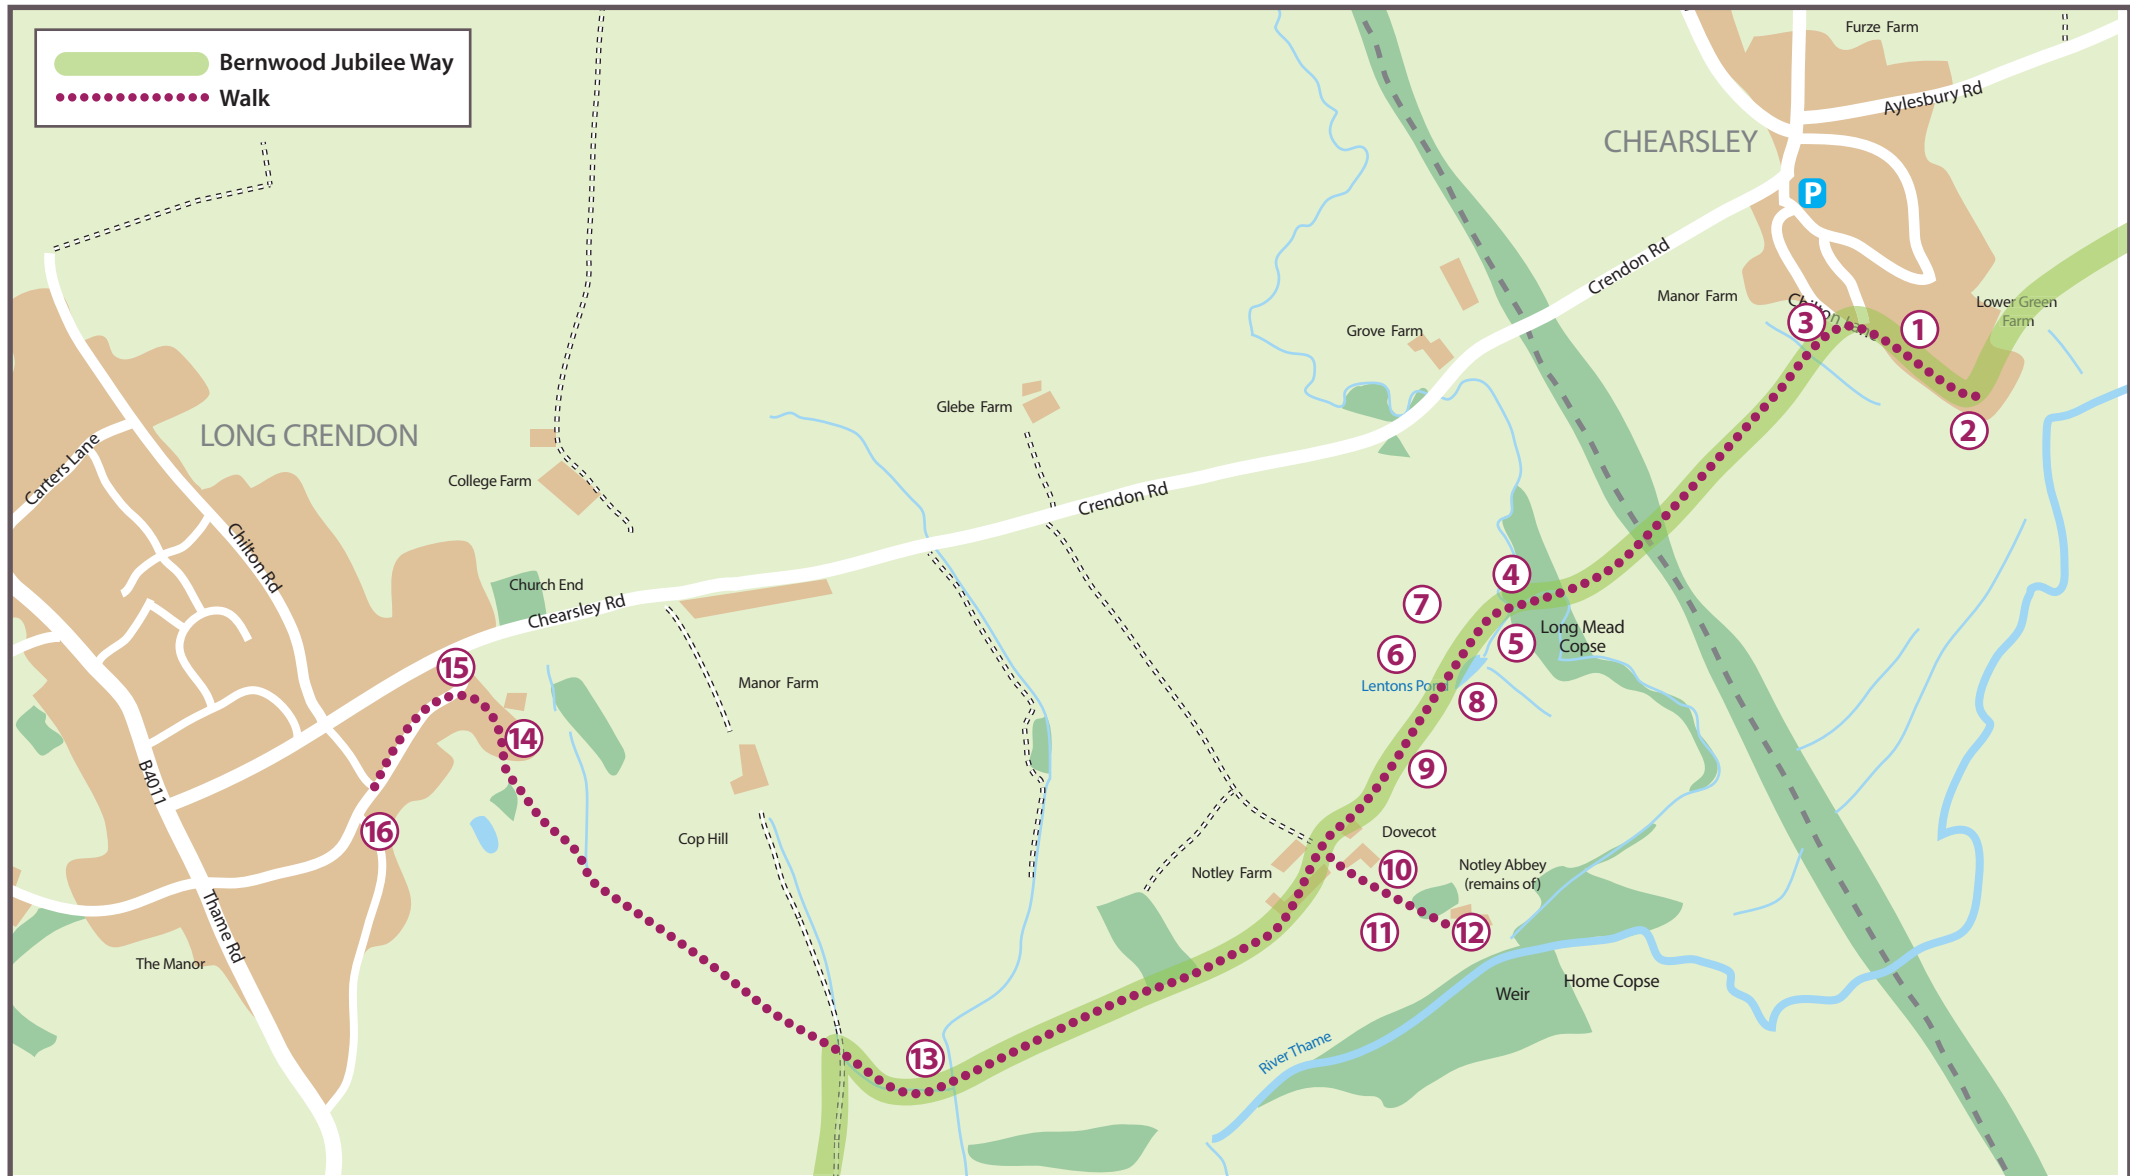 Bernwood Jubilee Way
Walk
Furze Farm
Aylesbury Rd
CHEARSLEY
P
Crendon Rd
Manor Farm
Chilton Lane
Lower Green
Farm
Grove Farm
1
2
3
Glebe Farm
LONG CRENDON
Carters Lane
College Farm
Crendon Rd
Chilton Rd
Church End
Chearsley Rd
4
5
6
7
Long Mead
Copse
Lentons Pond
8
9
15
14
Manor Farm
B4011
16
Cop Hill
Dovecot
10
Notley Abbey
(remains of)
Notley Farm
11
12
The Manor
Thame Rd
Home Copse
Weir
River Thame
13